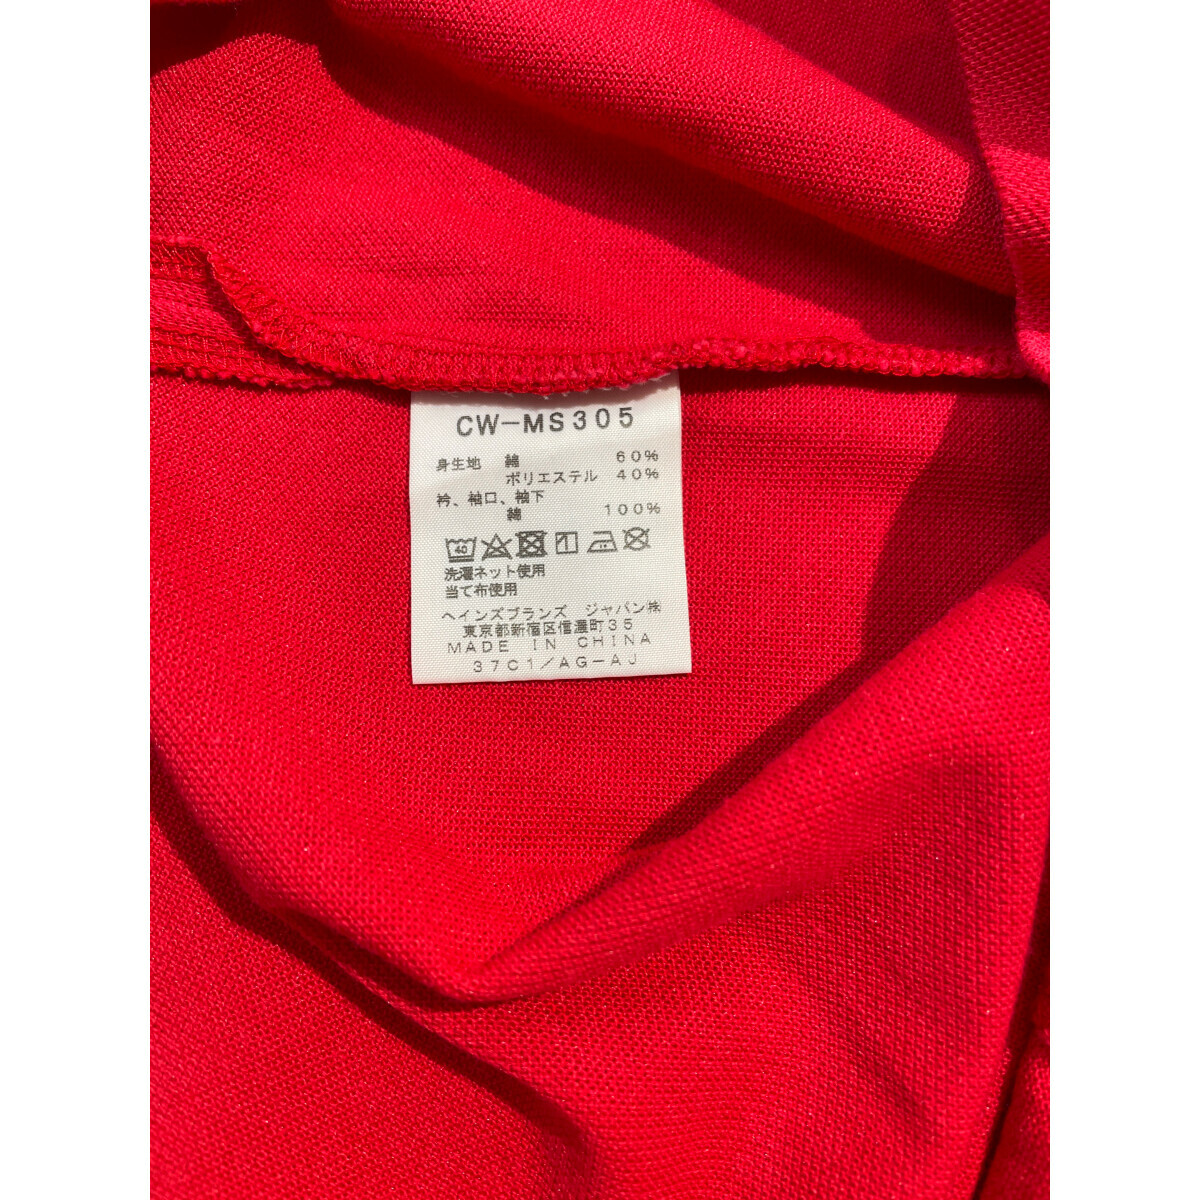 CW-MS305
身生地 綿 60%
ポリエステル 40%
衿、袖口、袖下
綿 100%
40
洗濯ネット使用
当て布使用
ヘインズブランズ ジャパン㈱
東京都新宿区信濃町35
MADE IN CHINA
37C1/AG-AJ